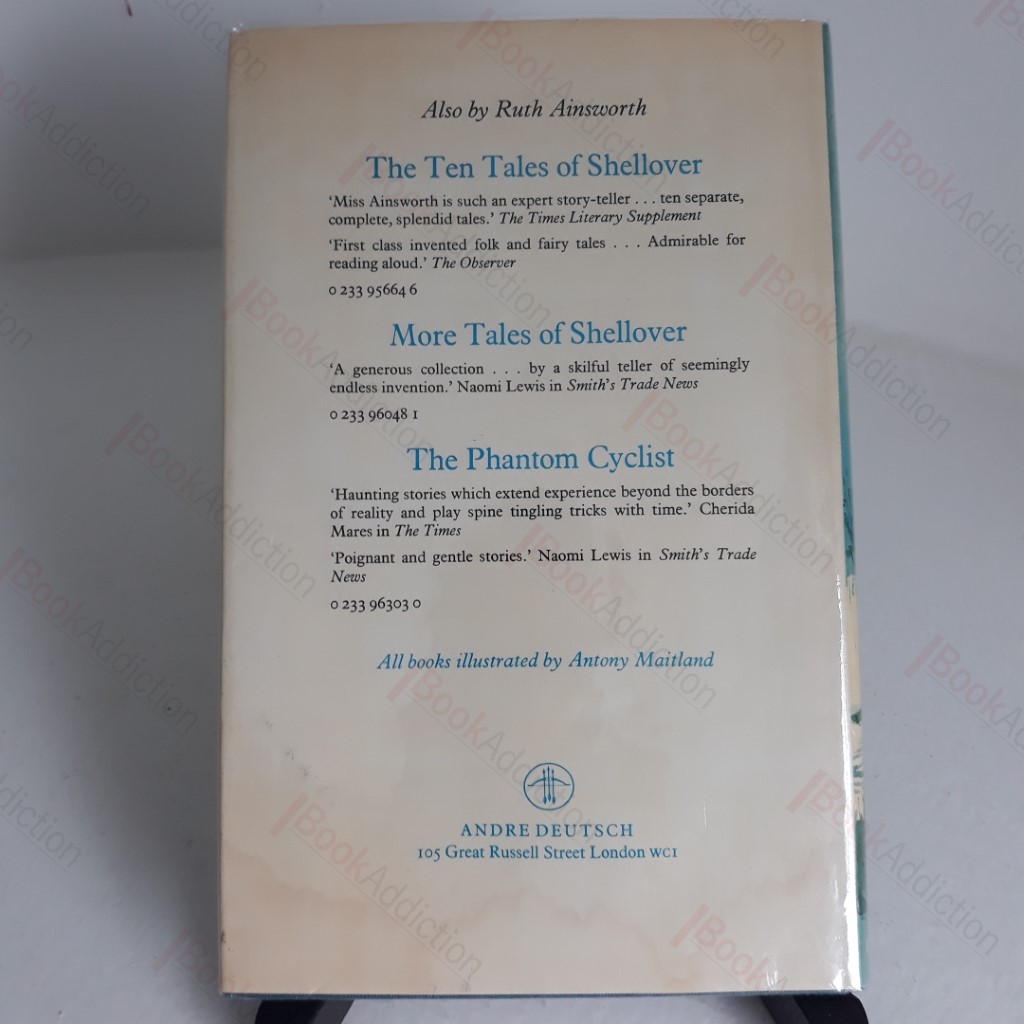 Also by Ruth Ainsworth
The Ten Tales of Shellover
‘Miss Ainsworth is such an expert story-teller . . . ten separate,
complete, splendid tales.’ The Times Literary Supplement
‘First class invented folk and fairy tales . . . Admirable for
reading aloud.’ The Observer
0 233 95664 6
More Tales of Shellover
‘A generous collection . . . by a skilful teller of seemingly
endless invention.’ Naomi Lewis in Smith’s Trade News
0 233 96048 1
The Phantom Cyclist
‘Haunting stories which extend experience beyond the borders
of reality and play spine tingling tricks with time.’ Cherida
Mares in The Times
‘Poignant and gentle stories.’ Naomi Lewis in Smith’s Trade
News
0 233 96303 0
All books illustrated by Antony Maitland
ANDRE DEUTSCH
105 Great Russell Street London WC1
BookAddiction